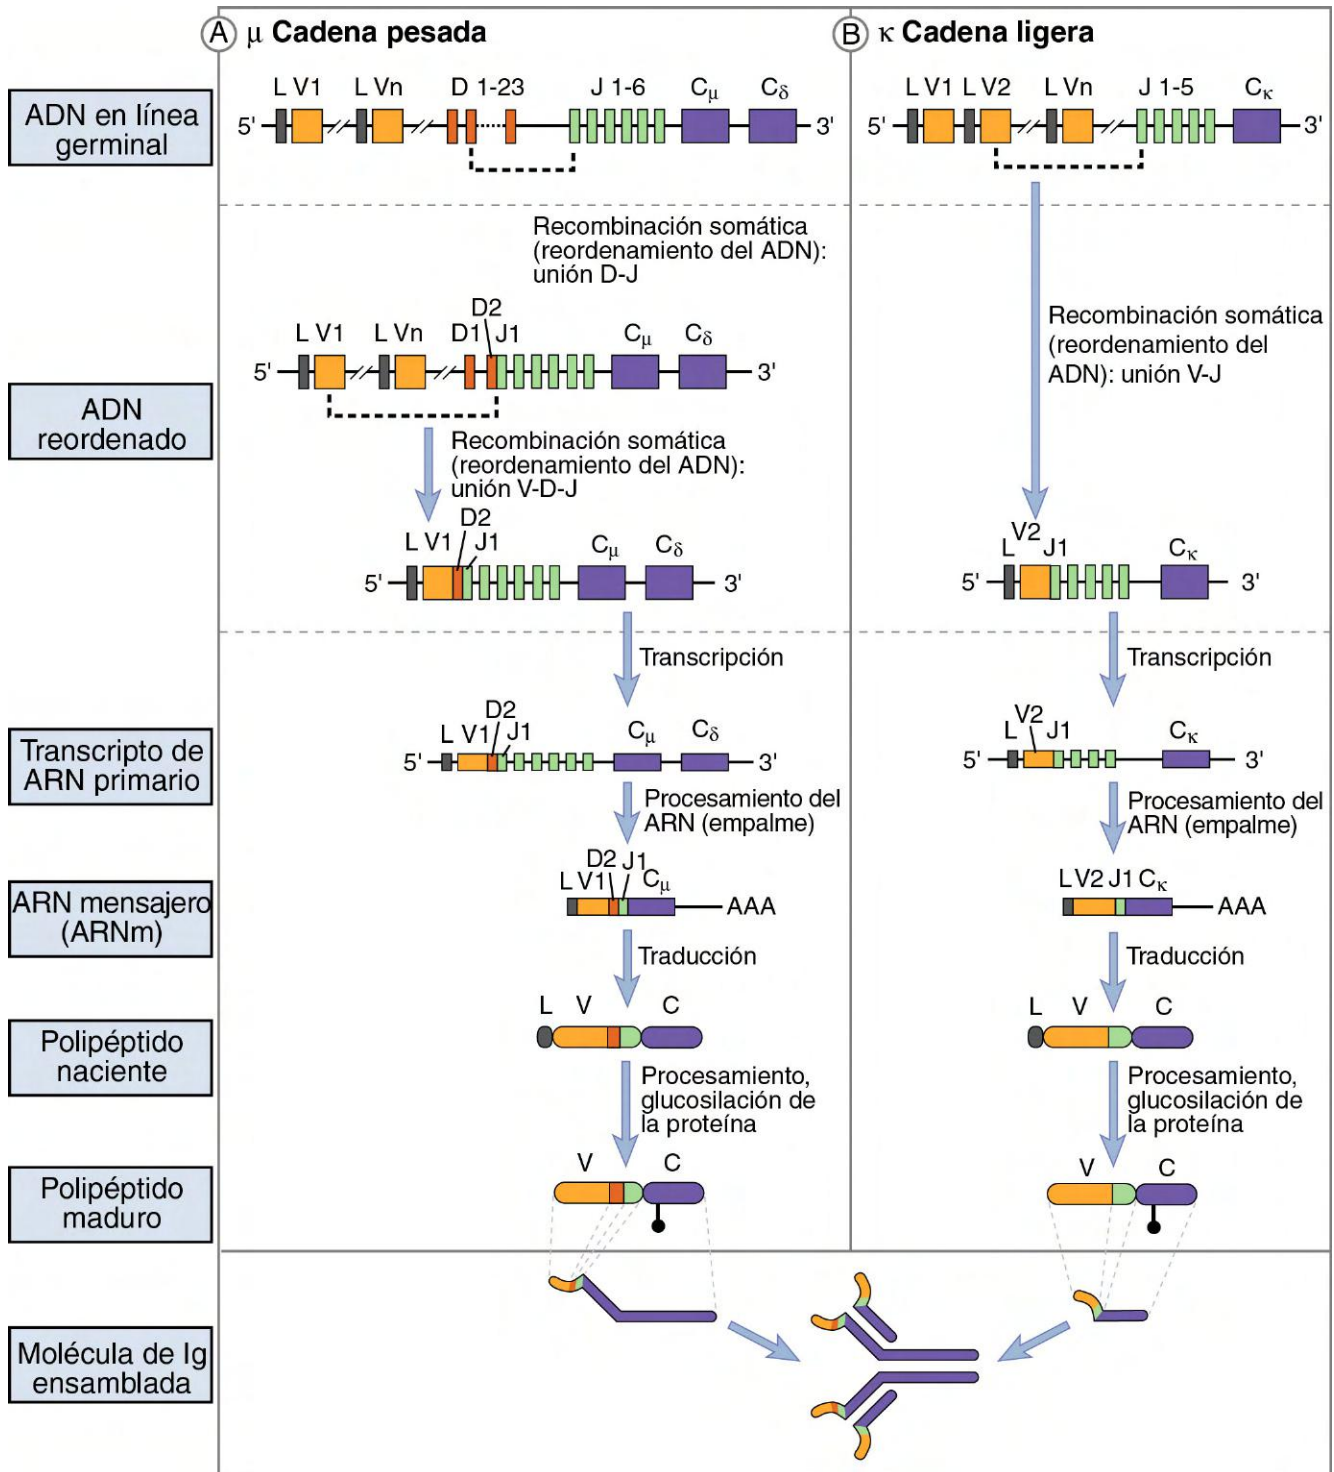 A μ Cadena pesada
B κ Cadena ligera
ADN en línea
germinal
L V1 L Vn D 1-23 J 1-6 Cμ Cδ
5' 3'
L V1 L V2 L Vn J 1-5 Cκ
5' 3'
Recombinación somática
(reordenamiento del ADN):
unión D-J
ADN
reordenado
D2
L V1 L Vn D1 J1 Cμ Cδ
5' 3'
Recombinación somática
(reordenamiento del ADN):
unión V-D-J
D2
L V1 J1 Cμ Cδ
5' 3'
Recombinación somática
(reordenamiento del
ADN): unión V-J
V2
L J1 Cκ
5' 3'
Transcripción
Transcripción
Transcripto de
ARN primario
D2
L V1 J1 Cμ Cδ
5' 3'
V2
L J1 Cκ
5' 3'
Procesamiento del
ARN (empalme)
Procesamiento del
ARN (empalme)
ARN mensajero
(ARNm)
D2 J1
L V1 Cμ
AAA
L V2 J1 Cκ
AAA
Traducción
Traducción
Polipéptido
naciente
L V C
L V C
Procesamiento,
glucosilación de
la proteína
Procesamiento,
glucosilación de
la proteína
Polipéptido
maduro
V C
V C
Molécula de Ig
ensamblada